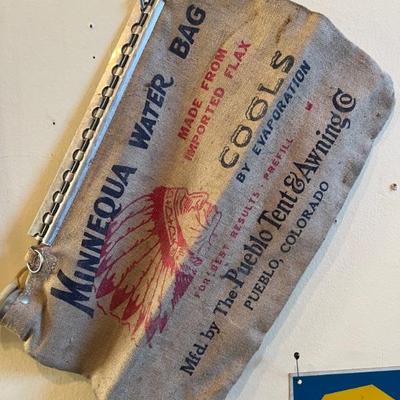 MINNEQUA WATER BAG
MADE FROM
IMPORTED FLAX
COOLS
BY EVAPORATION
FOR BEST RESULTS PREFILL
Mfd. by The Pueblo Tent & Awning Co
PUEBLO, COLORADO